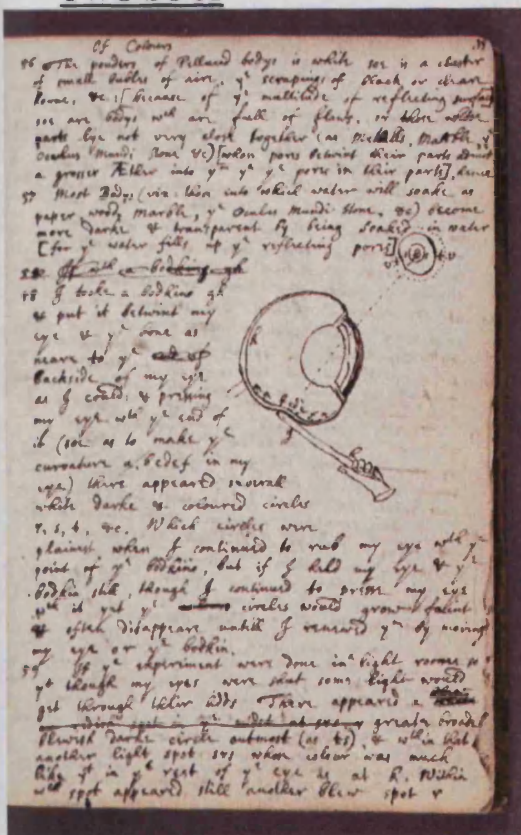 Of Colours
56 The pouders of Pellucid bodys is white soe is a cluster
of small bubles of aire, yᵉ scrapings of black or cleare
horne, &c: [because of yᵉ multitude of reflecting surfaces
soe are bodys wᶜʰ are full of flaws, or those whose
parts lye not very close together (as Metalls, Marble, yᵉ
Oculus Mundi Stone &c) [whose pores betwixt their parts admit
a grosser Æther into yᵐ yⁿ yᵉ pores in their parts], hence
57 Most Bodys (viz: those into which water will soake as
paper, wood, marble, yᵉ Oculus Mundi Stone, &c) become
more darke & transparent by being soaked in water
[for yᵉ water fills up yᵉ reflecting pores]
58 I tooke a bodkine gh
& put it betwixt my
eye & yᵉ bone as
neare to yᵉ
backside of my eye
as I could: & pressing
my eye wᵗʰ yᵉ end of
it (soe as to make yᵉ
curvature a, bcdef in my
eye) there appeared severall
white darke & coloured circles
r, s, t, &c. Which circles were
plainest when I continued to rub my eye wᵗʰ yᵉ
point of yᵉ bodkine, but if I held my eye & yᵉ
bodkin still, though I continued to presse my eye
wᵗʰ it yet yᵉ circles would grow faint
& often disappeare untill I renewed yᵐ by moving
my eye or yᵉ bodkin.
59 If yᵉ experiment were done in a light roome so
yᵗ though my eyes were shut some light would
get through their lidds There appeared a
greate broade
blewish darke circle outmost (as ts), & wᵗʰin that
another light spot srs whose colour was much
like yᵗ in yᵉ rest of yᵉ eye as at k. Within
wᶜʰ spot appeared still another blew spot r